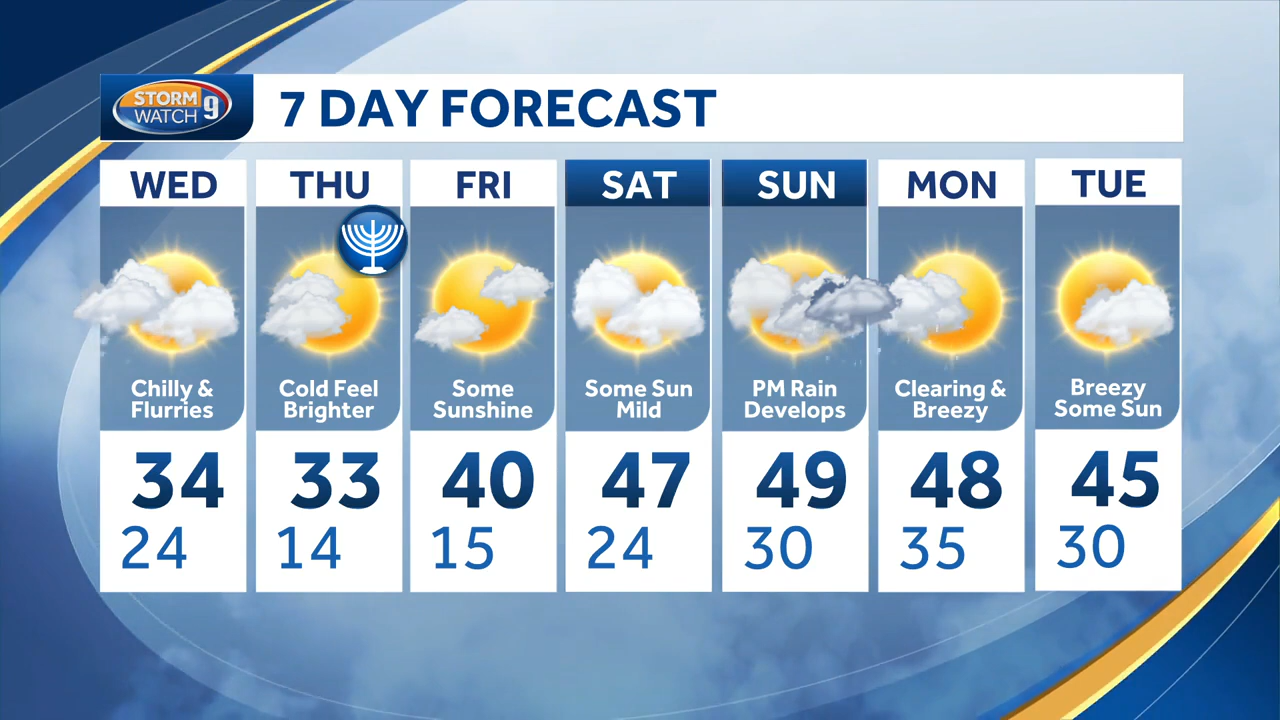 STORM
WATCH 9
7 DAY FORECAST
WED
THU
FRI
SAT
SUN
MON
TUE
Chilly &
Flurries
Cold Feel
Brighter
Some
Sunshine
Some Sun
Mild
PM Rain
Develops
Clearing &
Breezy
Breezy
Some Sun
34
33
40
47
49
48
45
24
14
15
24
30
35
30